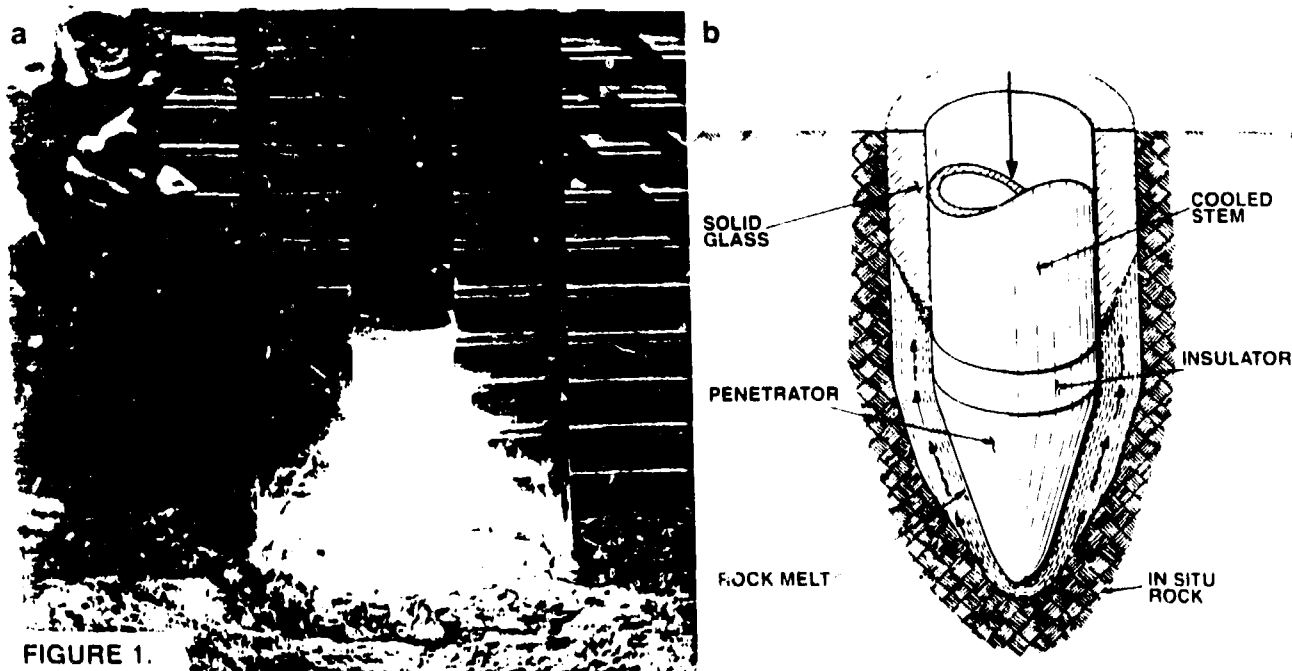 a
b
SOLID
GLASS
COOLED
STEM
INSULATOR
PENETRATOR
ROCK MELT
IN SITU
ROCK
FIGURE 1.